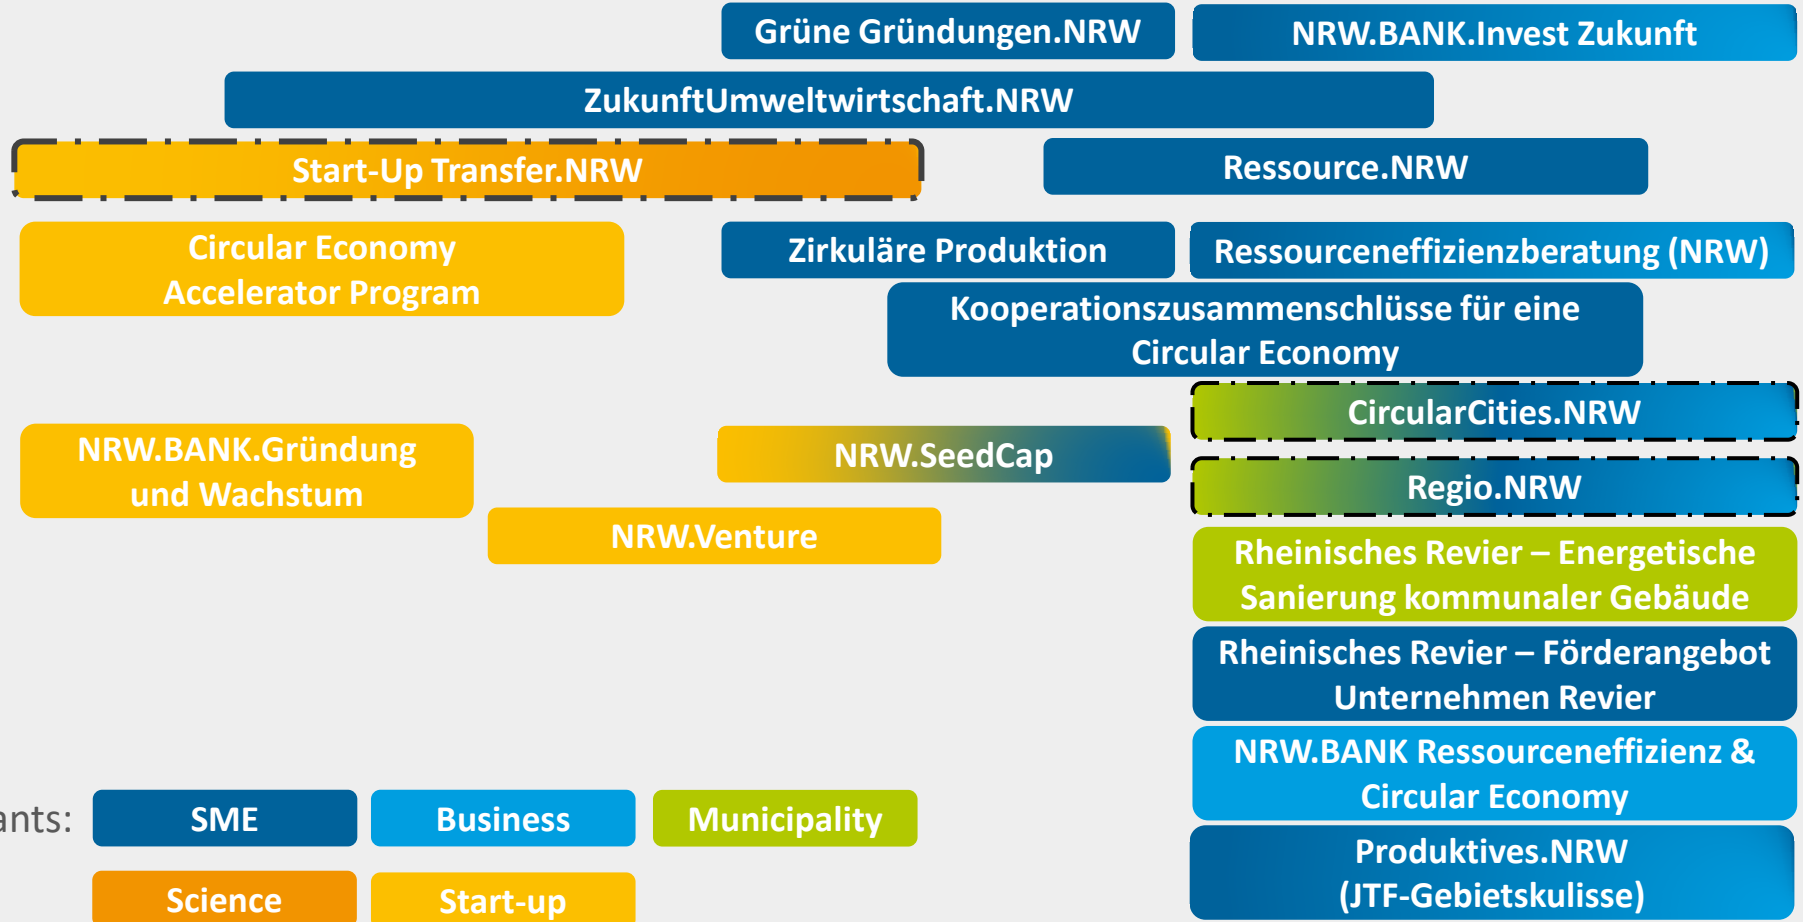 Grüne Gründungen.NRW
NRW.BANK.Invest Zukunft
ZukunftUmweltwirtschaft.NRW
Start-Up Transfer.NRW
Ressource.NRW
Circular Economy
Accelerator Program
Zirkuläre Produktion
Ressourceneffizienzberatung (NRW)
Kooperationszusammenschlüsse für eine
Circular Economy
CircularCities.NRW
NRW.BANK.Gründung
und Wachstum
NRW.SeedCap
Regio.NRW
NRW.Venture
Rheinisches Revier – Energetische
Sanierung kommunaler Gebäude
Rheinisches Revier – Förderangebot
Unternehmen Revier
NRW.BANK Ressourceneffizienz &
Circular Economy
Produktives.NRW
(JTF-Gebietskulisse)
ants:
SME
Business
Municipality
Science
Start-up